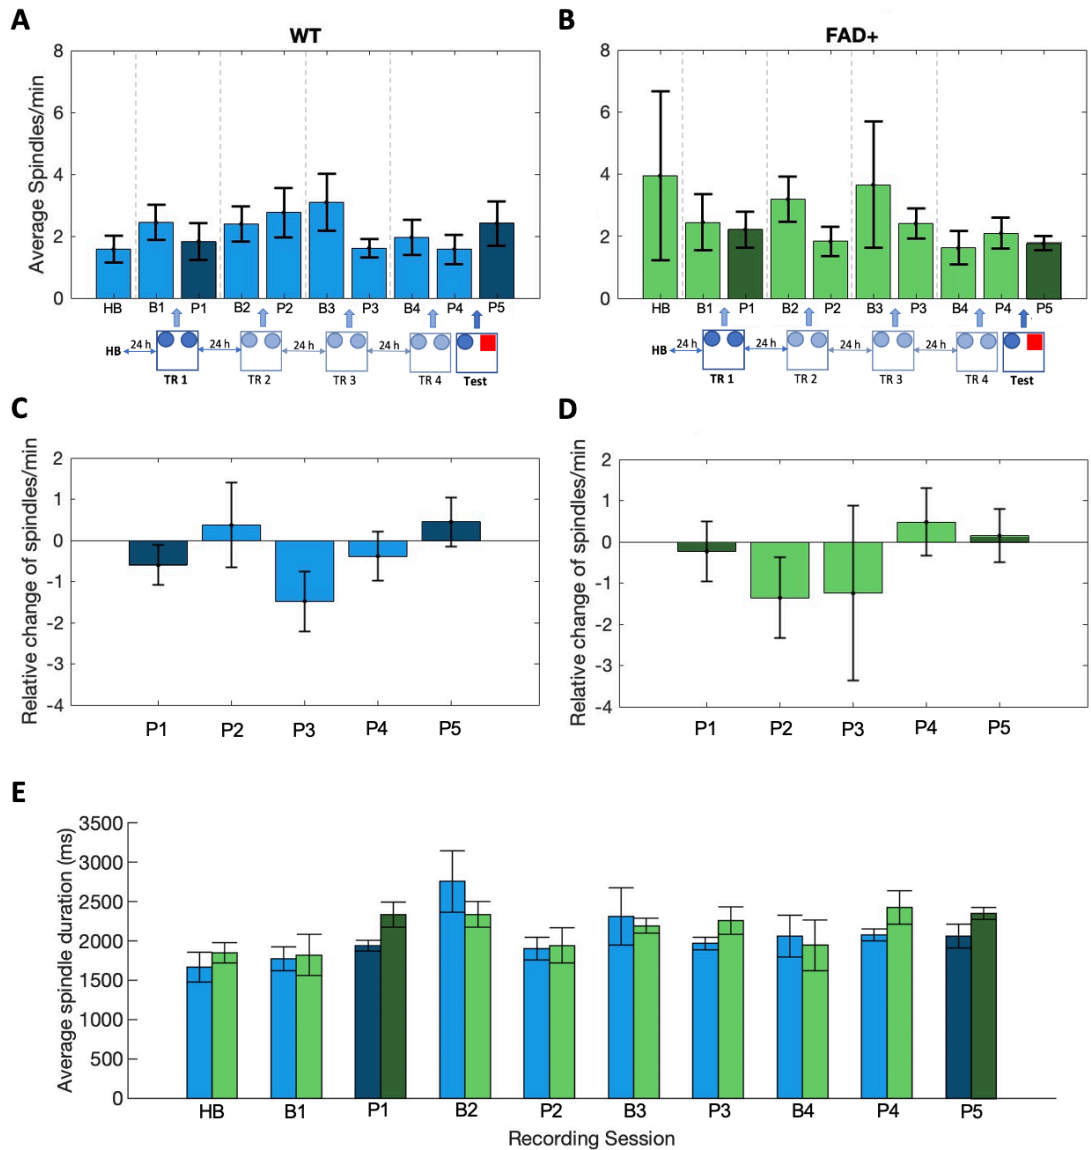 A
WT
Average Spindles/min
8
6
4
2
0
HB B1 P1 B2 P2 B3 P3 B4 P4 P5
HB 24 h 24 h 24 h 24 h
TR 1 TR 2 TR 3 TR 4 Test
B
FAD+
8
6
4
2
0
HB B1 P1 B2 P2 B3 P3 B4 P4 P5
HB 24 h 24 h 24 h 24 h
TR 1 TR 2 TR 3 TR 4 Test
C
Relative change of spindles/min
2
1
0
-1
-2
-3
-4
P1 P2 P3 P4 P5
D
Relative change of spindles/min
2
1
0
-1
-2
-3
-4
P1 P2 P3 P4 P5
E
Average spindle duration (ms)
3500
3000
2500
2000
1500
1000
500
0
HB B1 P1 B2 P2 B3 P3 B4 P4 P5
Recording Session